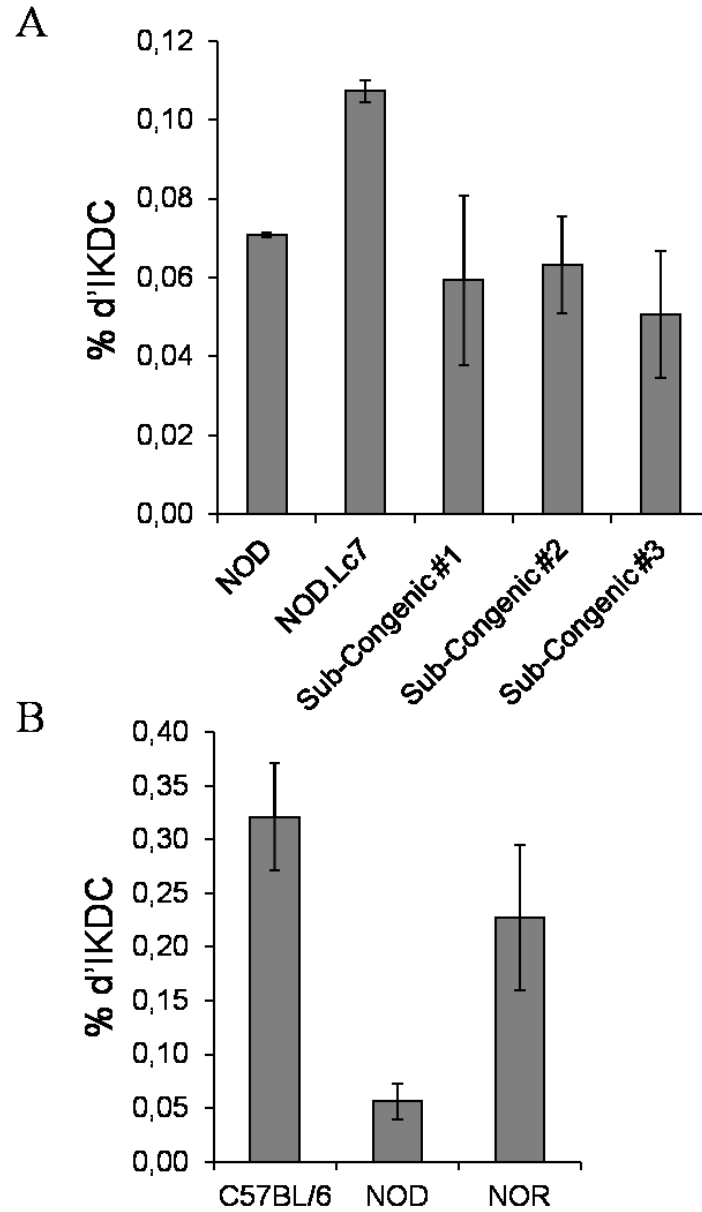 A
% d'IKDC
0,12
0,10
0,08
0,06
0,04
0,02
0,00
NOD
NOD.Lc7
Sub-Congenic#1
Sub-Congenic#2
Sub-Congenic#3
B
% d'IKDC
0,40
0,35
0,30
0,25
0,20
0,15
0,10
0,05
0,00
C57BL/6 NOD NOR